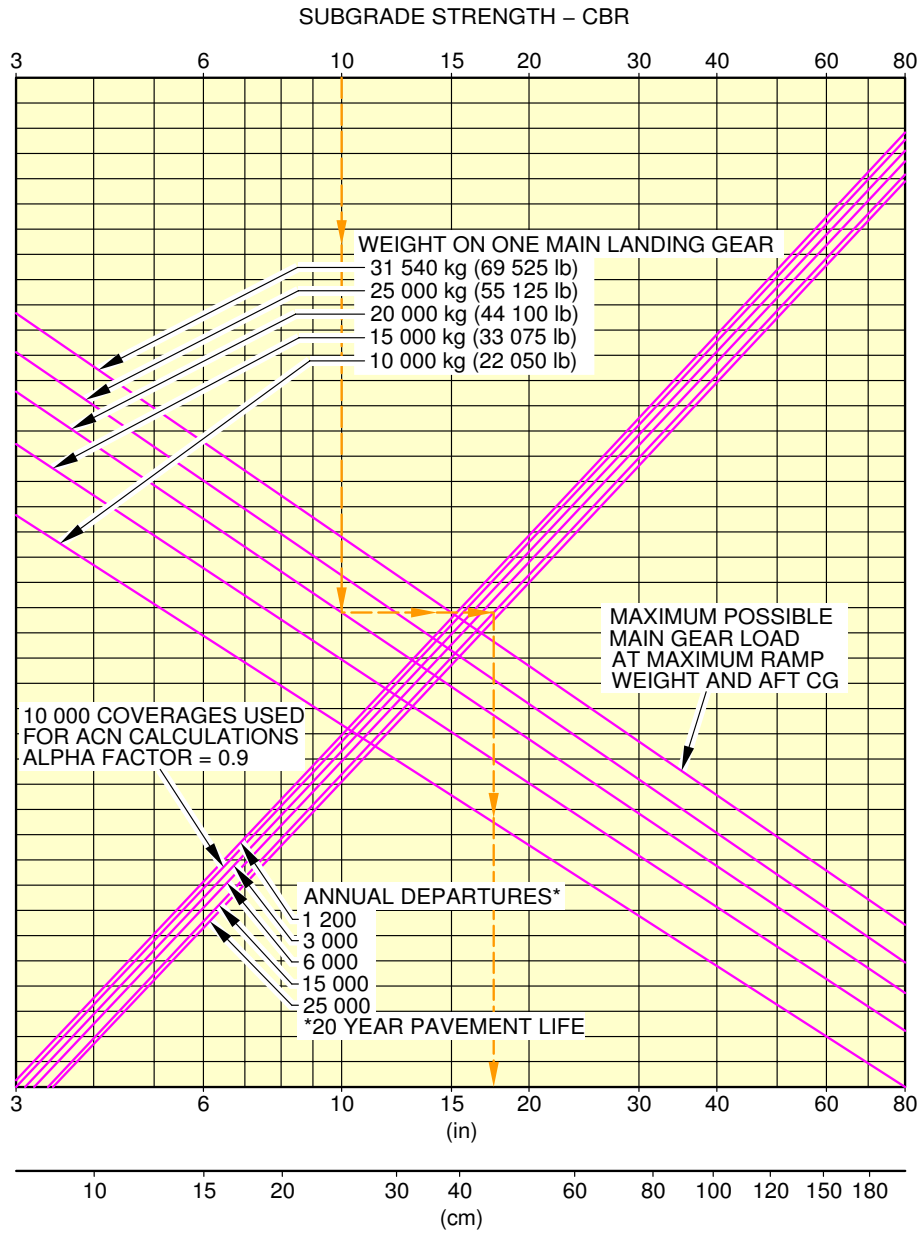 SUBGRADE STRENGTH – CBR
3 6 10 15 20 30 40 60 80
WEIGHT ON ONE MAIN LANDING GEAR
31 540 kg (69 525 lb)
25 000 kg (55 125 lb)
20 000 kg (44 100 lb)
15 000 kg (33 075 lb)
10 000 kg (22 050 lb)
MAXIMUM POSSIBLE
MAIN GEAR LOAD
AT MAXIMUM RAMP
WEIGHT AND AFT CG
10 000 COVERAGES USED
FOR ACN CALCULATIONS
ALPHA FACTOR = 0.9
ANNUAL DEPARTURES*
1 200
3 000
6 000
15 000
25 000
*20 YEAR PAVEMENT LIFE
3 6 10 15 20 30 40 60 80
(in)
10 15 20 30 40 60 80 100 120 150 180
(cm)